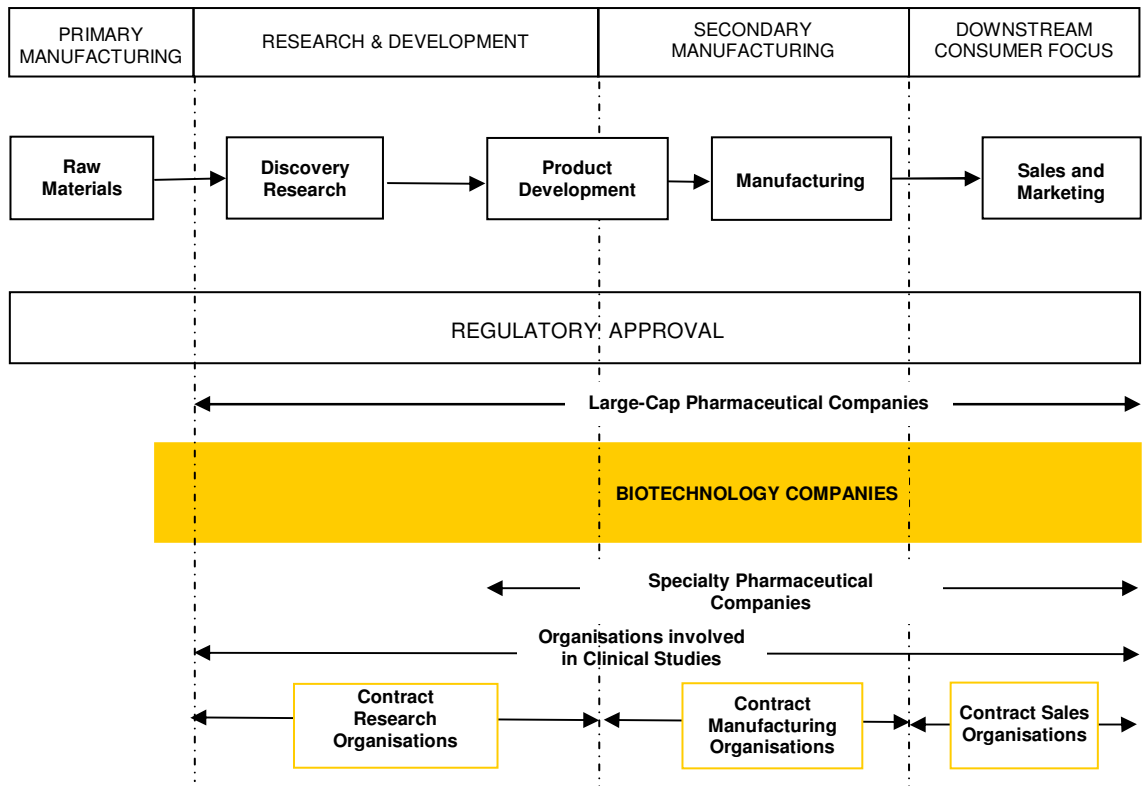 PRIMARY
MANUFACTURING
RESEARCH & DEVELOPMENT
SECONDARY
MANUFACTURING
DOWNSTREAM
CONSUMER FOCUS
Raw
Materials
Discovery
Research
Product
Development
Manufacturing
Sales and
Marketing
REGULATORY APPROVAL
Large-Cap Pharmaceutical Companies
BIOTECHNOLOGY COMPANIES
Specialty Pharmaceutical
Companies
Organisations involved
in Clinical Studies
Contract
Research
Organisations
Contract
Manufacturing
Organisations
Contract Sales
Organisations